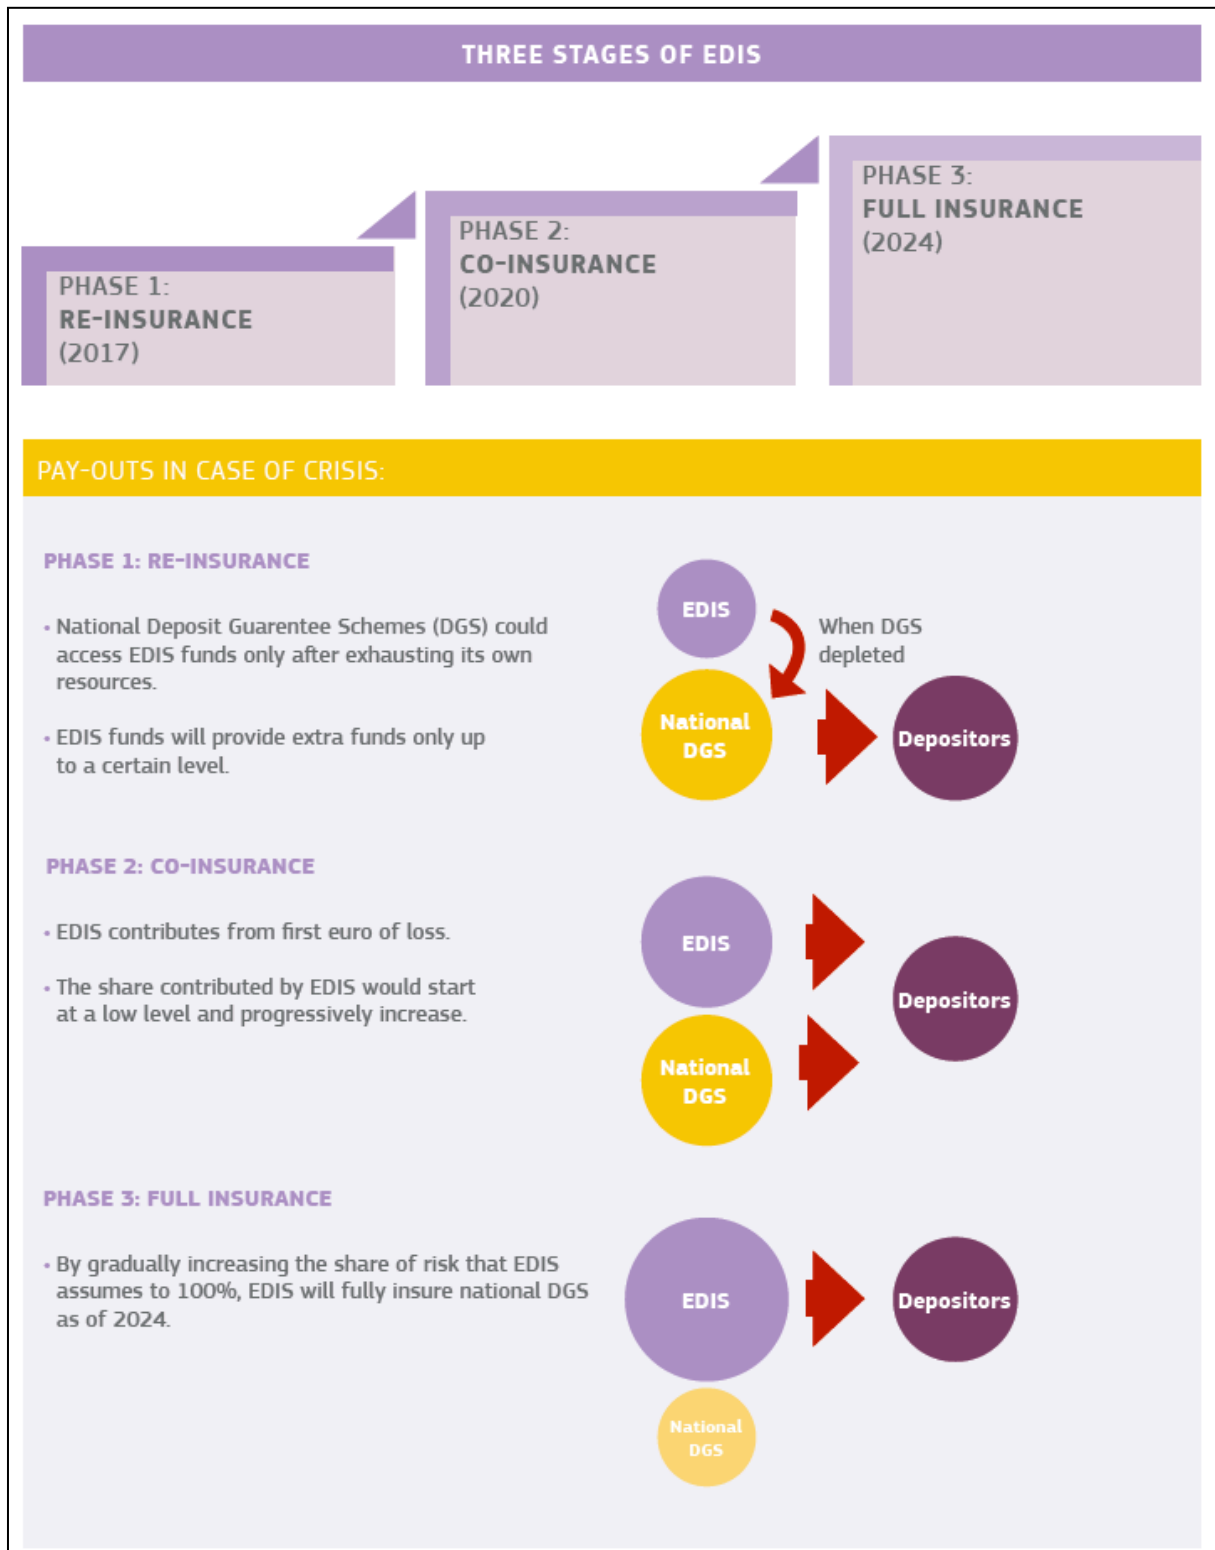 THREE STAGES OF EDIS
PHASE 1:
RE-INSURANCE
(2017)
PHASE 2:
CO-INSURANCE
(2020)
PHASE 3:
FULL INSURANCE
(2024)
PAY-OUTS IN CASE OF CRISIS:
PHASE 1: RE-INSURANCE
• National Deposit Guarentee Schemes (DGS) could
access EDIS funds only after exhausting its own
resources.
• EDIS funds will provide extra funds only up
to a certain level.
EDIS
When DGS
depleted
National
DGS
Depositors
PHASE 2: CO-INSURANCE
• EDIS contributes from first euro of loss.
• The share contributed by EDIS would start
at a low level and progressively increase.
EDIS
Depositors
National
DGS
PHASE 3: FULL INSURANCE
• By gradually increasing the share of risk that EDIS
assumes to 100%, EDIS will fully insure national DGS
as of 2024.
EDIS
Depositors
National
DGS